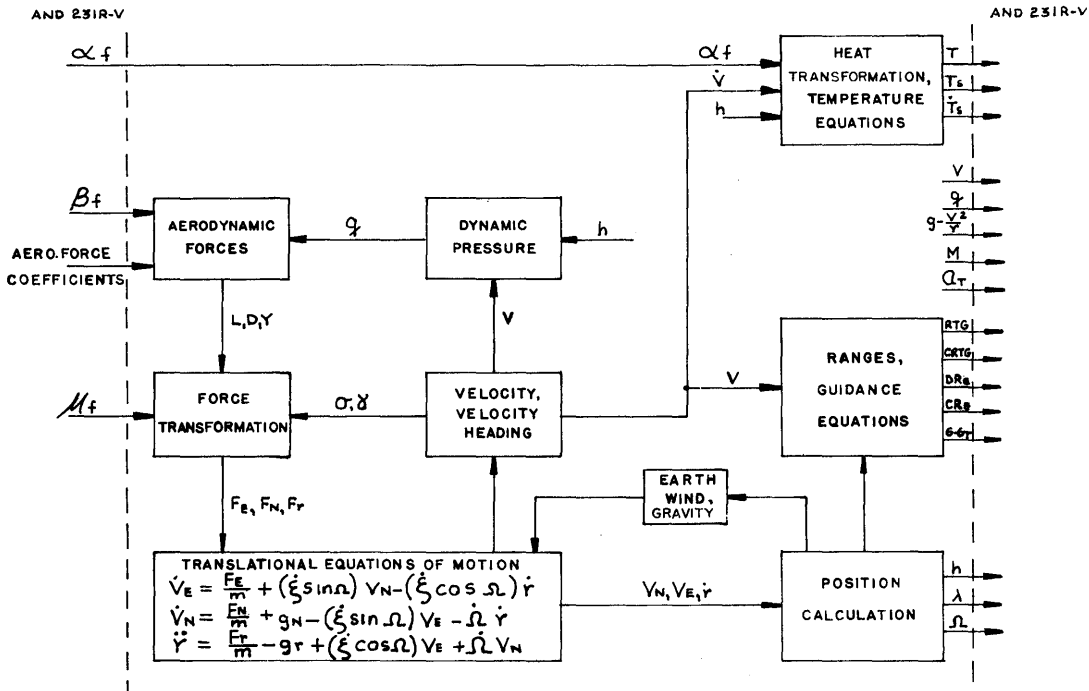 AND 231R-V
AND 231R-V
αf
αf
V̇
h
HEAT
TRANSFORMATION,
TEMPERATURE
EQUATIONS
T
Ts
Ṫs
V
q
g-V²/r
M
aT
βf
AERO. FORCE
COEFFICIENTS
AERODYNAMIC
FORCES
q
DYNAMIC
PRESSURE
h
L,D,Y
V
μf
FORCE
TRANSFORMATION
σ,γ
VELOCITY,
VELOCITY
HEADING
V
RANGES,
GUIDANCE
EQUATIONS
RTG
CRTG
DRB
CRB
G-GT
FE, FN, Fr
EARTH
WIND,
GRAVITY
TRANSLATIONAL EQUATIONS OF MOTION
V̇E = FE/m + (ξ̇ sinΩ) VN-(ξ̇ cos Ω) ṙ
V̇N = FN/m + gN-(ξ̇ sin Ω) VE - Ω̇ ṙ
r̈ = Fr/m - gr + (ξ̇ cosΩ) VE + Ω̇ VN
VN, VE, ṙ
POSITION
CALCULATION
h
λ
Ω